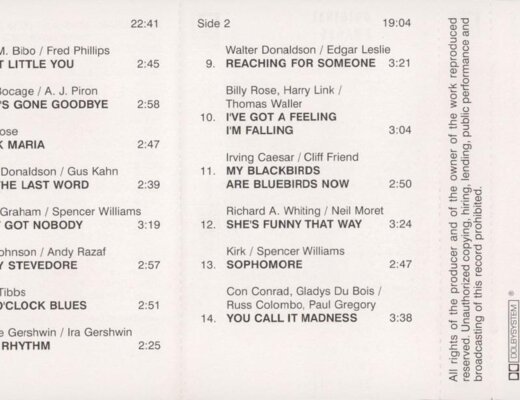 22:41
M. Bibo / Fred Phillips
T LITTLE YOU 2:45
Bocage / A. J. Piron
'S GONE GOODBYE 2:58
ose
K MARIA 2:47
Donaldson / Gus Kahn
THE LAST WORD 2:39
Graham / Spencer Williams
GOT NOBODY 3:19
ohnson / Andy Razaf
Y STEVEDORE 2:57
Tibbs
O'CLOCK BLUES 2:51
e Gershwin / Ira Gershwin
RHYTHM 2:25
Side 2 19:04
Walter Donaldson / Edgar Leslie
9. REACHING FOR SOMEONE 3:21
Billy Rose, Harry Link /
Thomas Waller
10. I'VE GOT A FEELING
I'M FALLING 3:04
Irving Caesar / Cliff Friend
11. MY BLACKBIRDS
ARE BLUEBIRDS NOW 2:50
Richard A. Whiting / Neil Moret
12. SHE'S FUNNY THAT WAY 3:24
Kirk / Spencer Williams
13. SOPHOMORE 2:47
Con Conrad, Gladys Du Bois /
Russ Colombo, Paul Gregory
14. YOU CALL IT MADNESS 3:38
All rights of the producer and of the owner of the work reproduced
reserved. Unauthorized copying, hiring, lending, public performance and
broadcasting of this record prohibited.
DOLBY SYSTEM ®